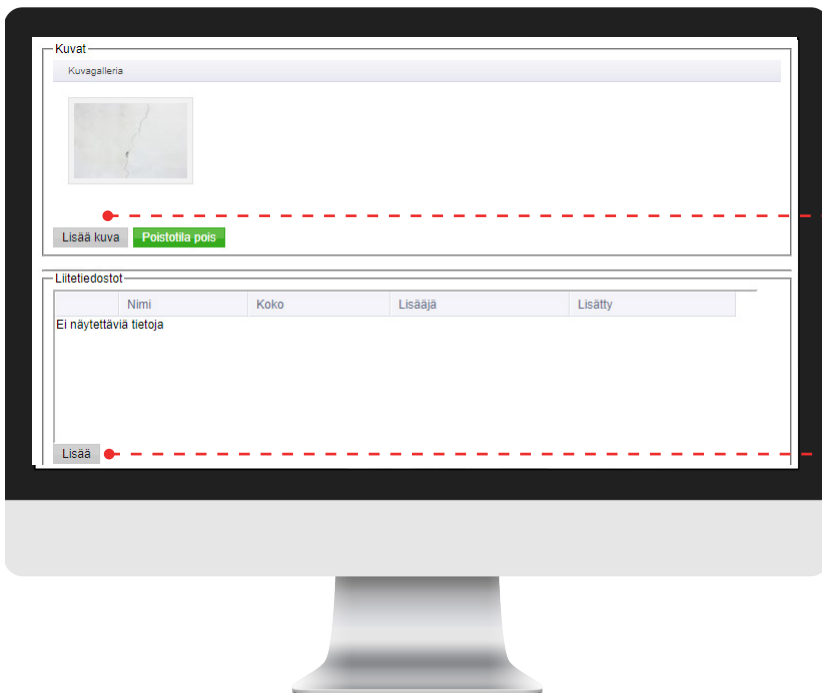 Kuvat
Kuvagalleria
Lisää kuva Poistotila pois
Liitetiedostot
Nimi Koko Lisääjä Lisätty
Ei näytettäviä tietoja
Lisää